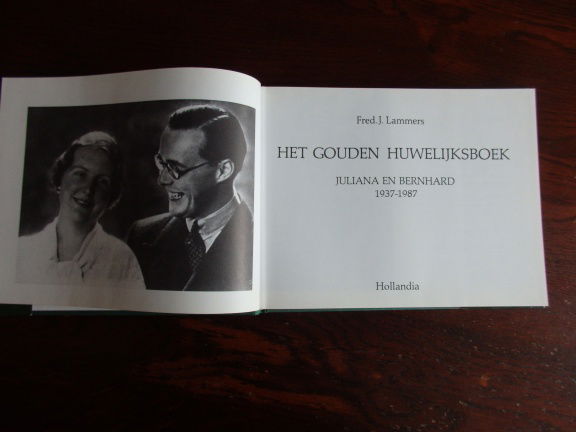 Fred. J. Lammers
HET GOUDEN HUWELIJKSBOEK
JULIANA EN BERNHARD
1937-1987
Hollandia